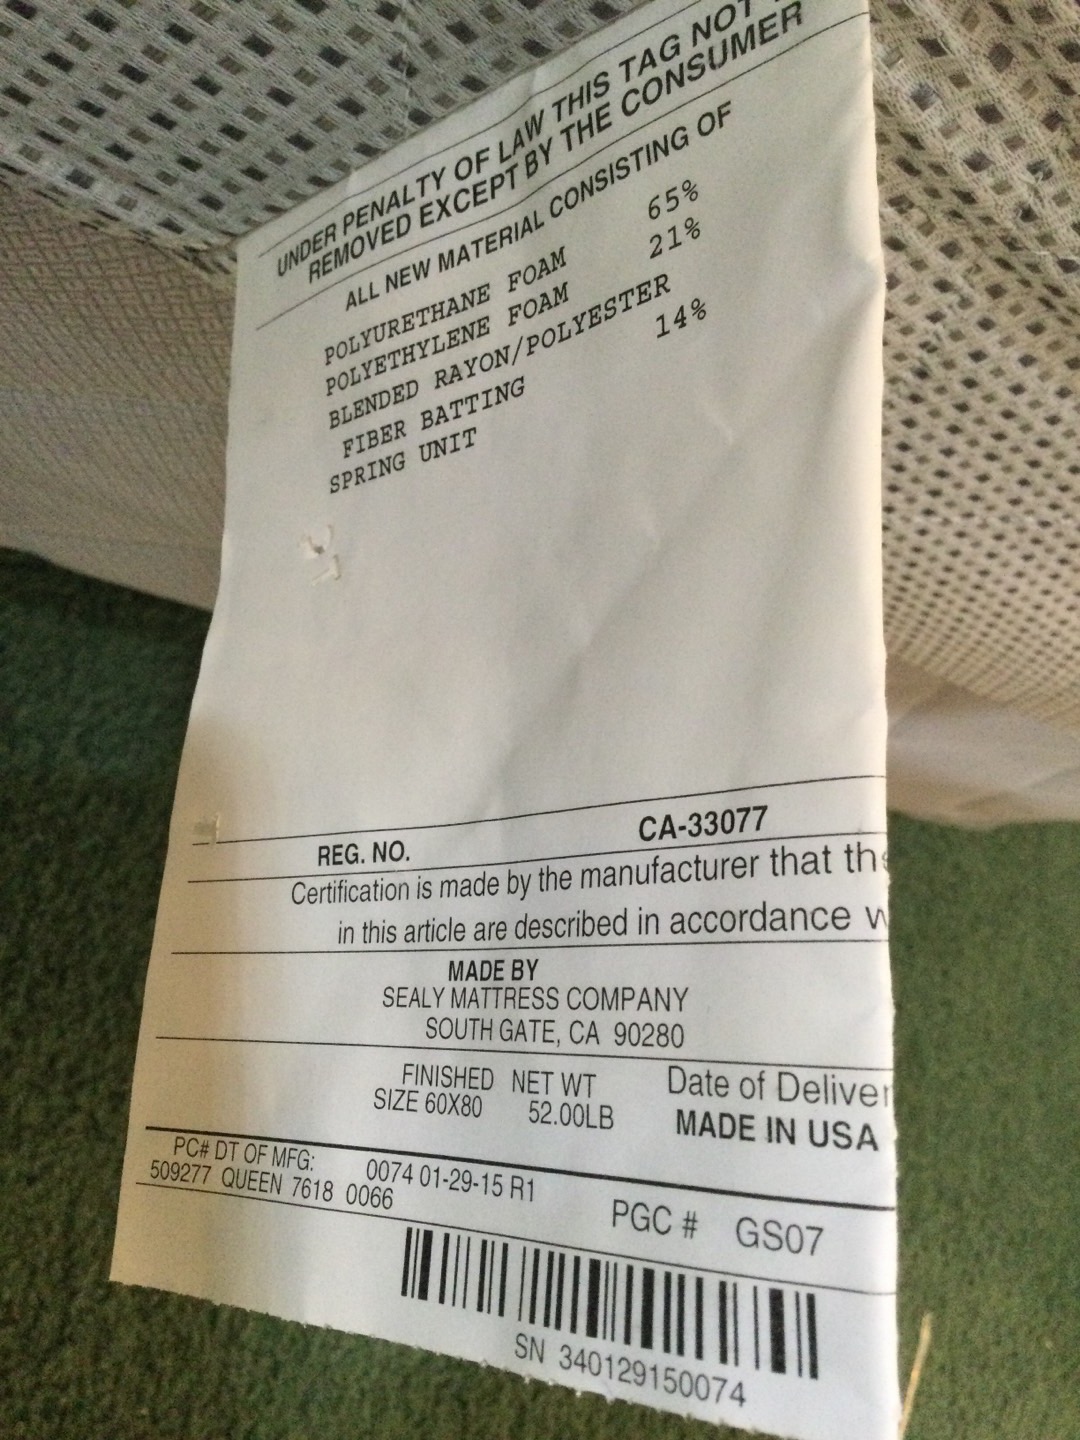 UNDER PENALTY OF LAW THIS TAG NOT
REMOVED EXCEPT BY THE CONSUMER
ALL NEW MATERIAL CONSISTING OF
POLYURETHANE FOAM 65%
POLYETHYLENE FOAM 21%
BLENDED RAYON/POLYESTER
FIBER BATTING 14%
SPRING UNIT
REG. NO. CA-33077
Certification is made by the manufacturer that the
in this article are described in accordance w
MADE BY
SEALY MATTRESS COMPANY
SOUTH GATE, CA 90280
FINISHED NET WT Date of Deliver
SIZE 60X80 52.00LB MADE IN USA
PC# DT OF MFG: 0074 01-29-15 R1
509277 QUEEN 7618 0066
PGC # GS07
SN 340129150074